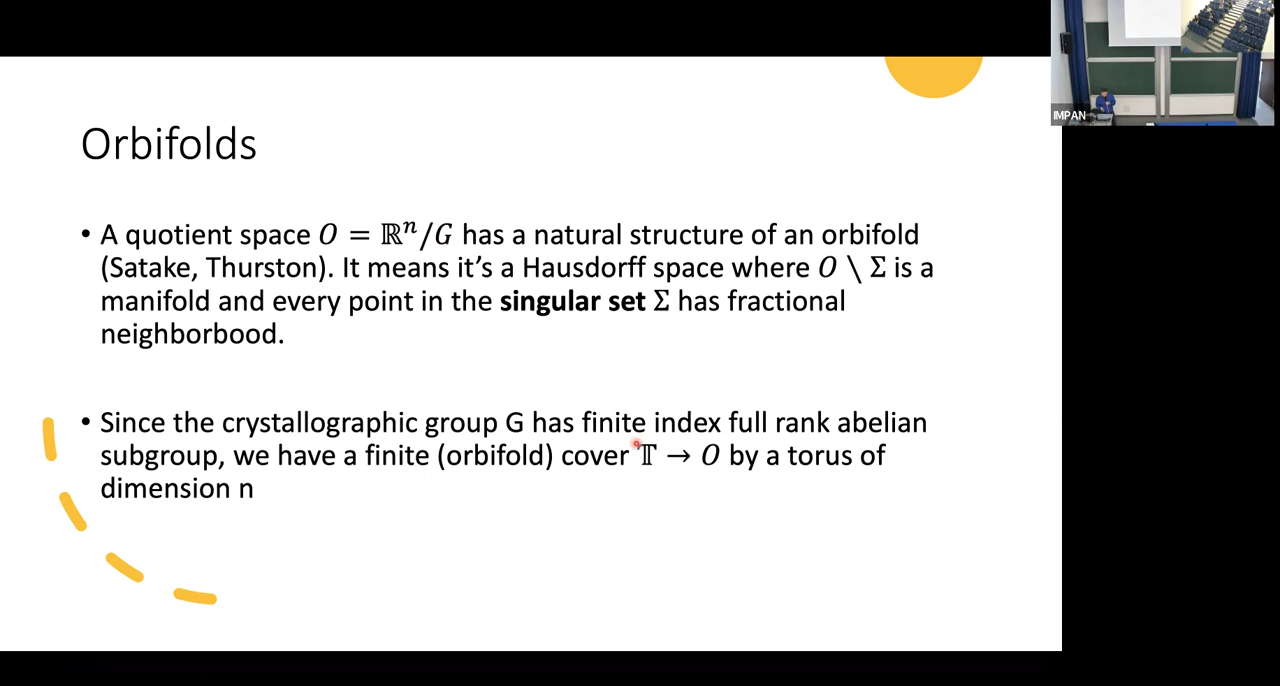 IMPAN
Orbifolds
• A quotient space 𝑂 = ℝⁿ/𝐺 has a natural structure of an orbifold
(Satake, Thurston). It means it’s a Hausdorff space where 𝑂 \ Σ is a
manifold and every point in the singular set Σ has fractional
neighborbood.
• Since the crystallographic group G has finite index full rank abelian
subgroup, we have a finite (orbifold) cover 𝕋 → 𝑂 by a torus of
dimension n